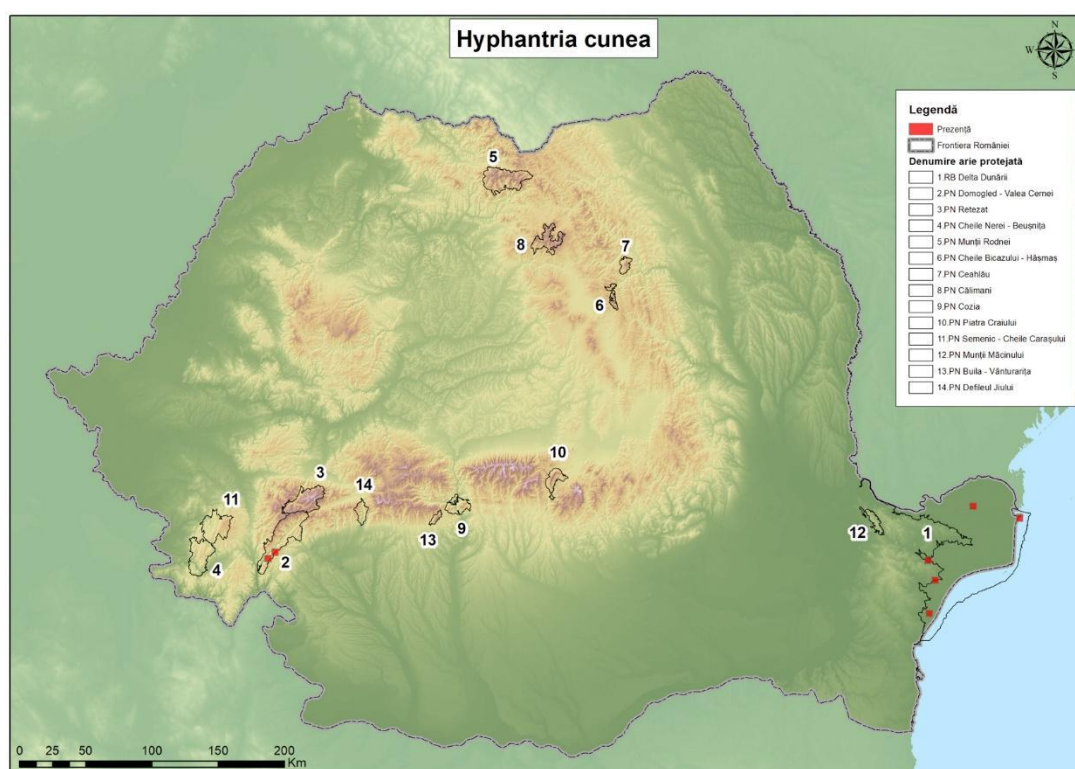 Hyphantria cunea
N
W
E
S
Legendă
Prezență
Frontiera României
Denumire arie protejată
1.RB Delta Dunării
2.PN Domogled - Valea Cernei
3.PN Retezat
4.PN Cheile Nerei - Beușnița
5.PN Munții Rodnei
6.PN Cheile Bicazului - Hășmaș
7.PN Ceahlău
8.PN Călimani
9.PN Cozia
10.PN Piatra Craiului
11.PN Semenic - Cheile Carașului
12.PN Munții Măcinului
13.PN Buila - Vânturarița
14.PN Defileul Jiului
5
8
7
6
10
3
14
11
13
9
12
1
4
2
0 25 50 100 150 200
Km